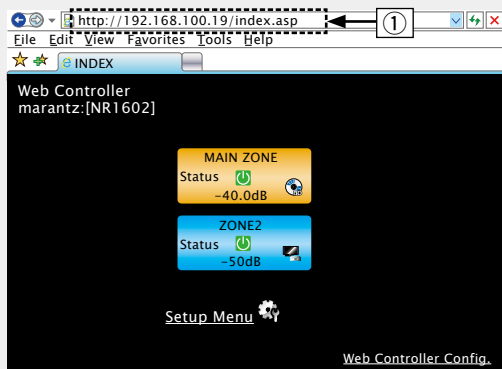 http://192.168.100.19/index.asp
①
File Edit View Favorites Tools Help
INDEX
Web Controller
marantz:[NR1602]
MAIN ZONE
Status
-40.0dB
ZONE2
Status
-50dB
Setup Menu
Web Controller Config.